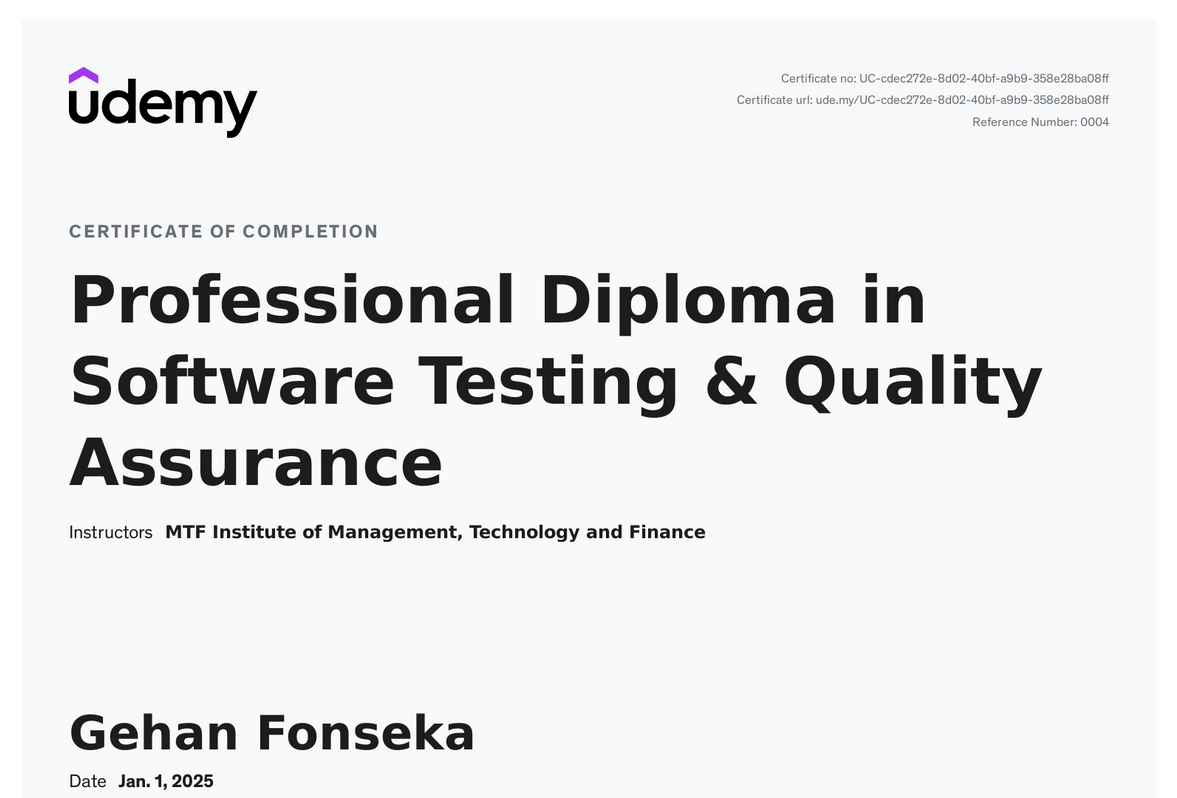 udemy
Certificate no: UC-cdec272e-8d02-40bf-a9b9-358e28ba08ff
Certificate url: ude.my/UC-cdec272e-8d02-40bf-a9b9-358e28ba08ff
Reference Number: 0004
CERTIFICATE OF COMPLETION
Professional Diploma in
Software Testing & Quality
Assurance
Instructors MTF Institute of Management, Technology and Finance
Gehan Fonseka
Date Jan. 1, 2025